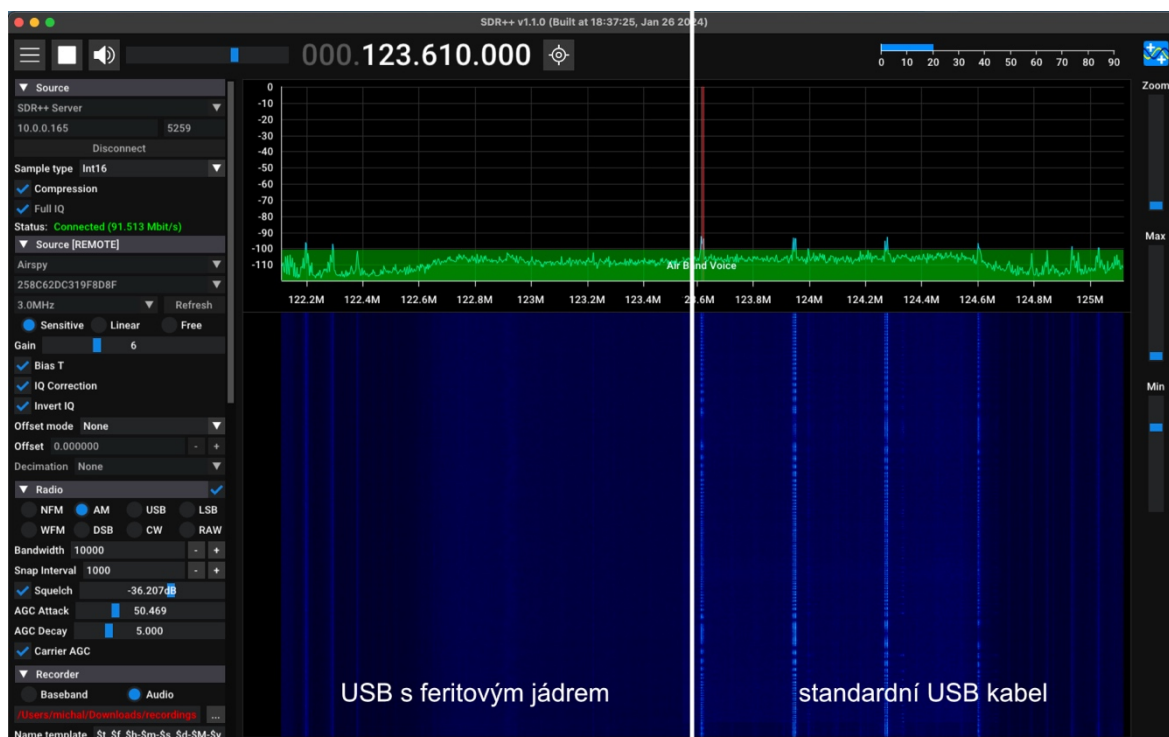 SDR++ v1.1.0 (Built at 18:37:25, Jan 26 2024)
000.123.610.000
0 10 20 30 40 50 60 70 80 90
Source
SDR++ Server
10.0.0.165 5259
Disconnect
Sample type Int16
Compression
Full IQ
Status: Connected (91.513 Mbit/s)
Source [REMOTE]
Airspy
258C62DC319F8D8F
3.0MHz Refresh
Sensitive Linear Free
Gain 6
Bias T
IQ Correction
Invert IQ
Offset mode None
Offset 0.000000 - +
Decimation None
Radio
NFM AM USB LSB
WFM DSB CW RAW
Bandwidth 10000 - +
Snap Interval 1000 - +
Squelch -36.207dB
AGC Attack 50.469
AGC Decay 5.000
Carrier AGC
Recorder
Baseband Audio
/Users/michal/Downloads/recordings ...
Name template $t_$f_$h-$m-$s_$d-$M-$y
0
-10
-20
-30
-40
-50
-60
-70
-80
-90
-100
-110
Air Band Voice
122.2M 122.4M 122.6M 122.8M 123M 123.2M 123.4M 123.6M 123.8M 124M 124.2M 124.4M 124.6M 124.8M 125M
USB s feritovým jádrem
standardní USB kabel
Zoom
Max
Min